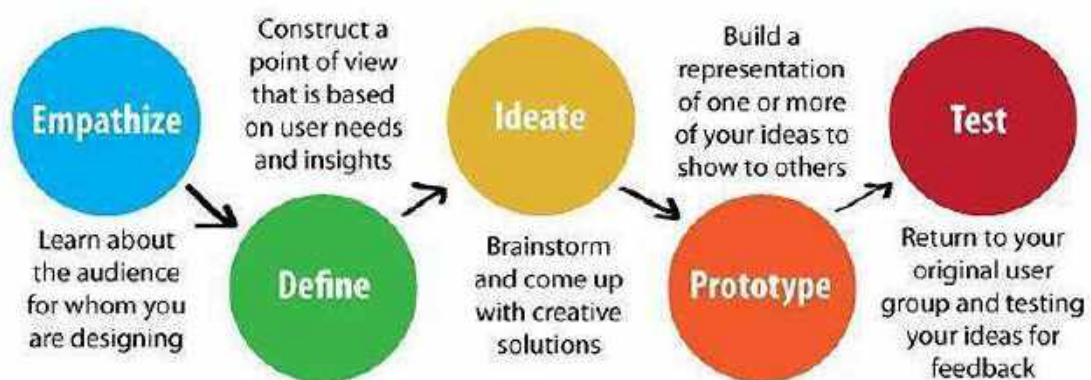 Empathize
Learn about
the audience
for whom you
are designing
Construct a
point of view
that is based
on user needs
and insights
Define
Ideate
Brainstorm
and come up
with creative
solutions
Build a
representation
of one or more
of your ideas to
show to others
Prototype
Test
Return to your
original user
group and testing
your ideas for
feedback